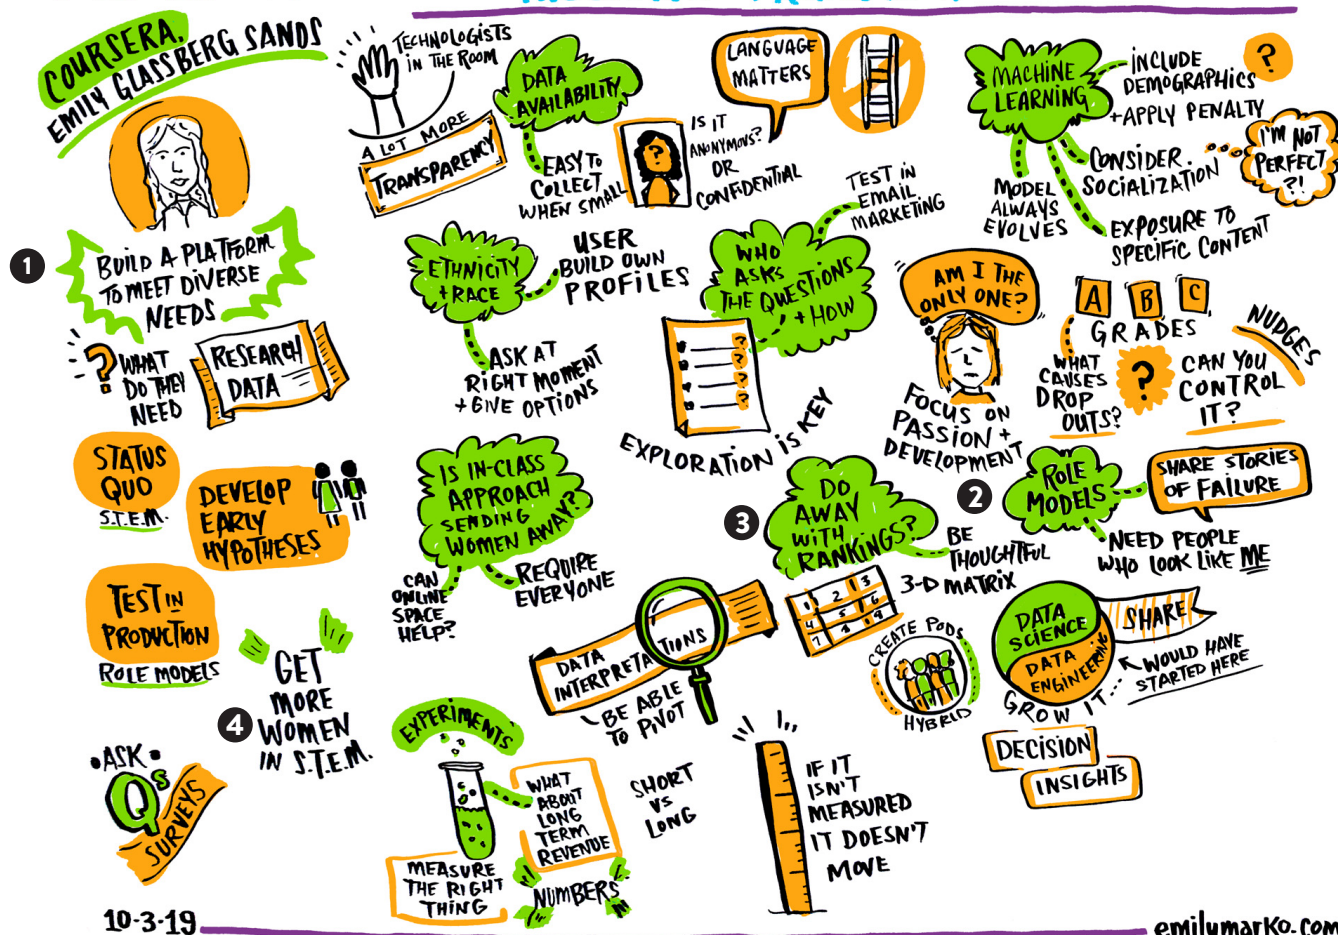 COURSERA,
EMILY GLASSBERG SANDS
1
BUILD A PLATFORM
TO MEET DIVERSE
NEEDS
?
WHAT
DO THEY
NEED
RESEARCH
DATA
STATUS
QUO
S.T.E.M.
DEVELOP
EARLY
HYPOTHESES
TEST IN
PRODUCTION
ROLE MODELS
4
GET
MORE
WOMEN
IN S.T.E.M.
•ASK•
Qs
SURVEYS
10-3-19
TECHNOLOGISTS
IN THE ROOM
A LOT MORE
TRANSPARENCY
DATA
AVAILABILITY
EASY TO
COLLECT
WHEN SMALL
?
IS IT
ANONYMOUS?
OR
CONFIDENTIAL
LANGUAGE
MATTERS
ETHNICITY
+ RACE
USER
BUILD OWN
PROFILES
ASK AT
RIGHT MOMENT
+ GIVE OPTIONS
WHO
ASKS
THE QUESTIONS
+ HOW
TEST IN
EMAIL
MARKETING
?
?
?
?
EXPLORATION IS KEY
IS IN-CLASS
APPROACH
SENDING
WOMEN AWAY!?
CAN
ONLINE
SPACE
HELP?
REQUIRE
EVERYONE
DATA
INTERPRETATIONS
BE ABLE
TO PIVOT
EXPERIMENTS
WHAT
ABOUT
LONG
TERM
REVENUE
MEASURE
THE RIGHT
THING
NUMBERS
SHORT
VS
LONG
IF IT
ISN'T
MEASURED
IT DOESN'T
MOVE
MACHINE
LEARNING
INCLUDE
DEMOGRAPHICS
+ APPLY PENALTY
?
CONSIDER
SOCIALIZATION
I'M NOT
PERFECT
?!
MODEL
ALWAYS
EVOLVES
EXPOSURE TO
SPECIFIC CONTENT
AM I THE
ONLY ONE?
FOCUS ON
PASSION +
DEVELOPMENT
A B C
GRADES
WHAT
CAUSES
DROP
OUTS?
?
CAN YOU
CONTROL
IT?
NUDGES
2
ROLE
MODELS
SHARE STORIES
OF FAILURE
NEED PEOPLE
WHO LOOK LIKE ME
3
DO
AWAY
WITH
RANKINGS?
BE
THOUGHTFUL
3-D MATRIX
1 2 3
4 5 6
7 8 9
CREATE PODS
HYBRID
DATA
SCIENCE
DATA
ENGINEERING
SHARE
WOULD HAVE
STARTED HERE
GROW IT...
DECISION
INSIGHTS
emilymarko.com